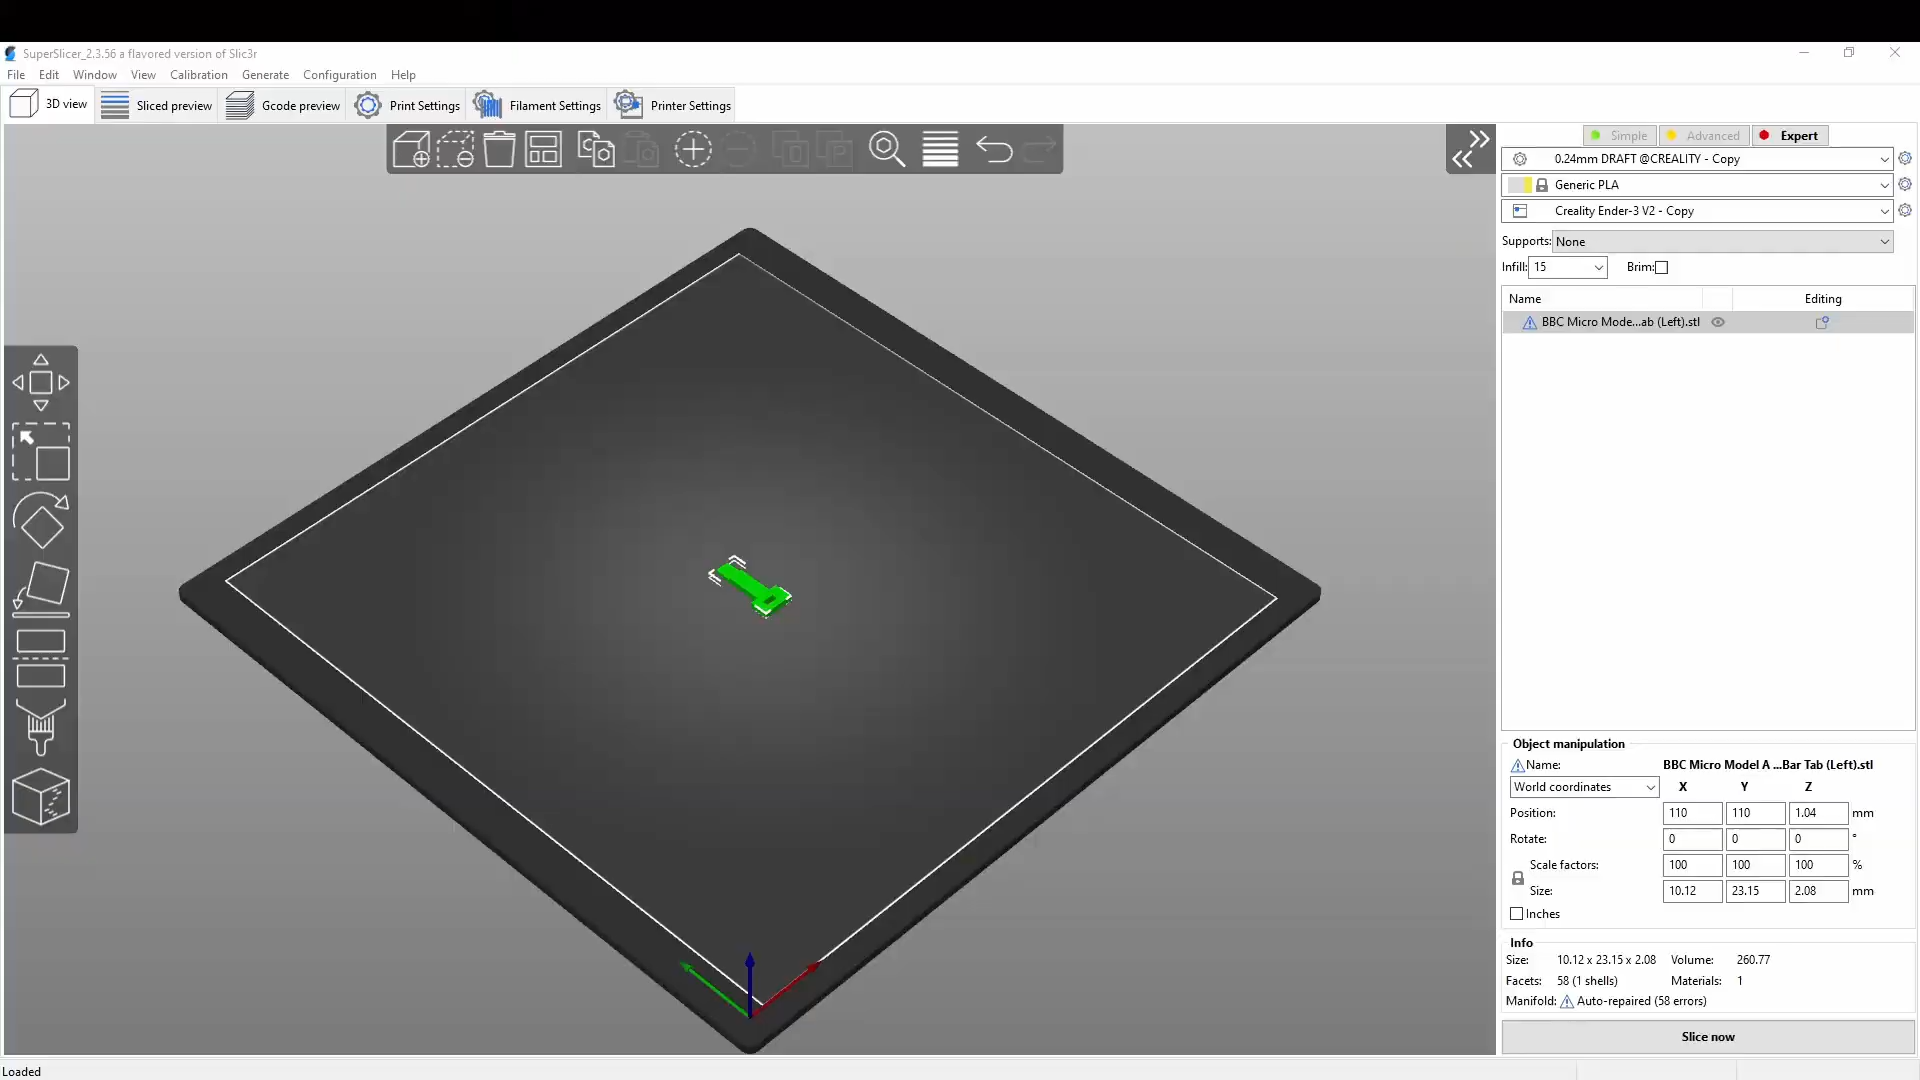 SuperSlicer_2.3.56 a flavored version of Slic3r
File Edit Window View Calibration Generate Configuration Help
3D view Sliced preview Gcode preview Print Settings Filament Settings Printer Settings
Simple Advanced Expert
0.24mm DRAFT @CREALITY - Copy
Generic PLA
Creality Ender-3 V2 - Copy
Supports: None
Infill: 15 Brim:
Name Editing
BBC Micro Mode...ab (Left).stl
Object manipulation
Name: BBC Micro Model A ...Bar Tab (Left).stl
World coordinates X Y Z
Position: 110 110 1.04 mm
Rotate: 0 0 0 °
Scale factors: 100 100 100 %
Size: 10.12 23.15 2.08 mm
Inches
Info
Size: 10.12 x 23.15 x 2.08 Volume: 260.77
Facets: 58 (1 shells) Materials: 1
Manifold: Auto-repaired (58 errors)
Slice now
Loaded